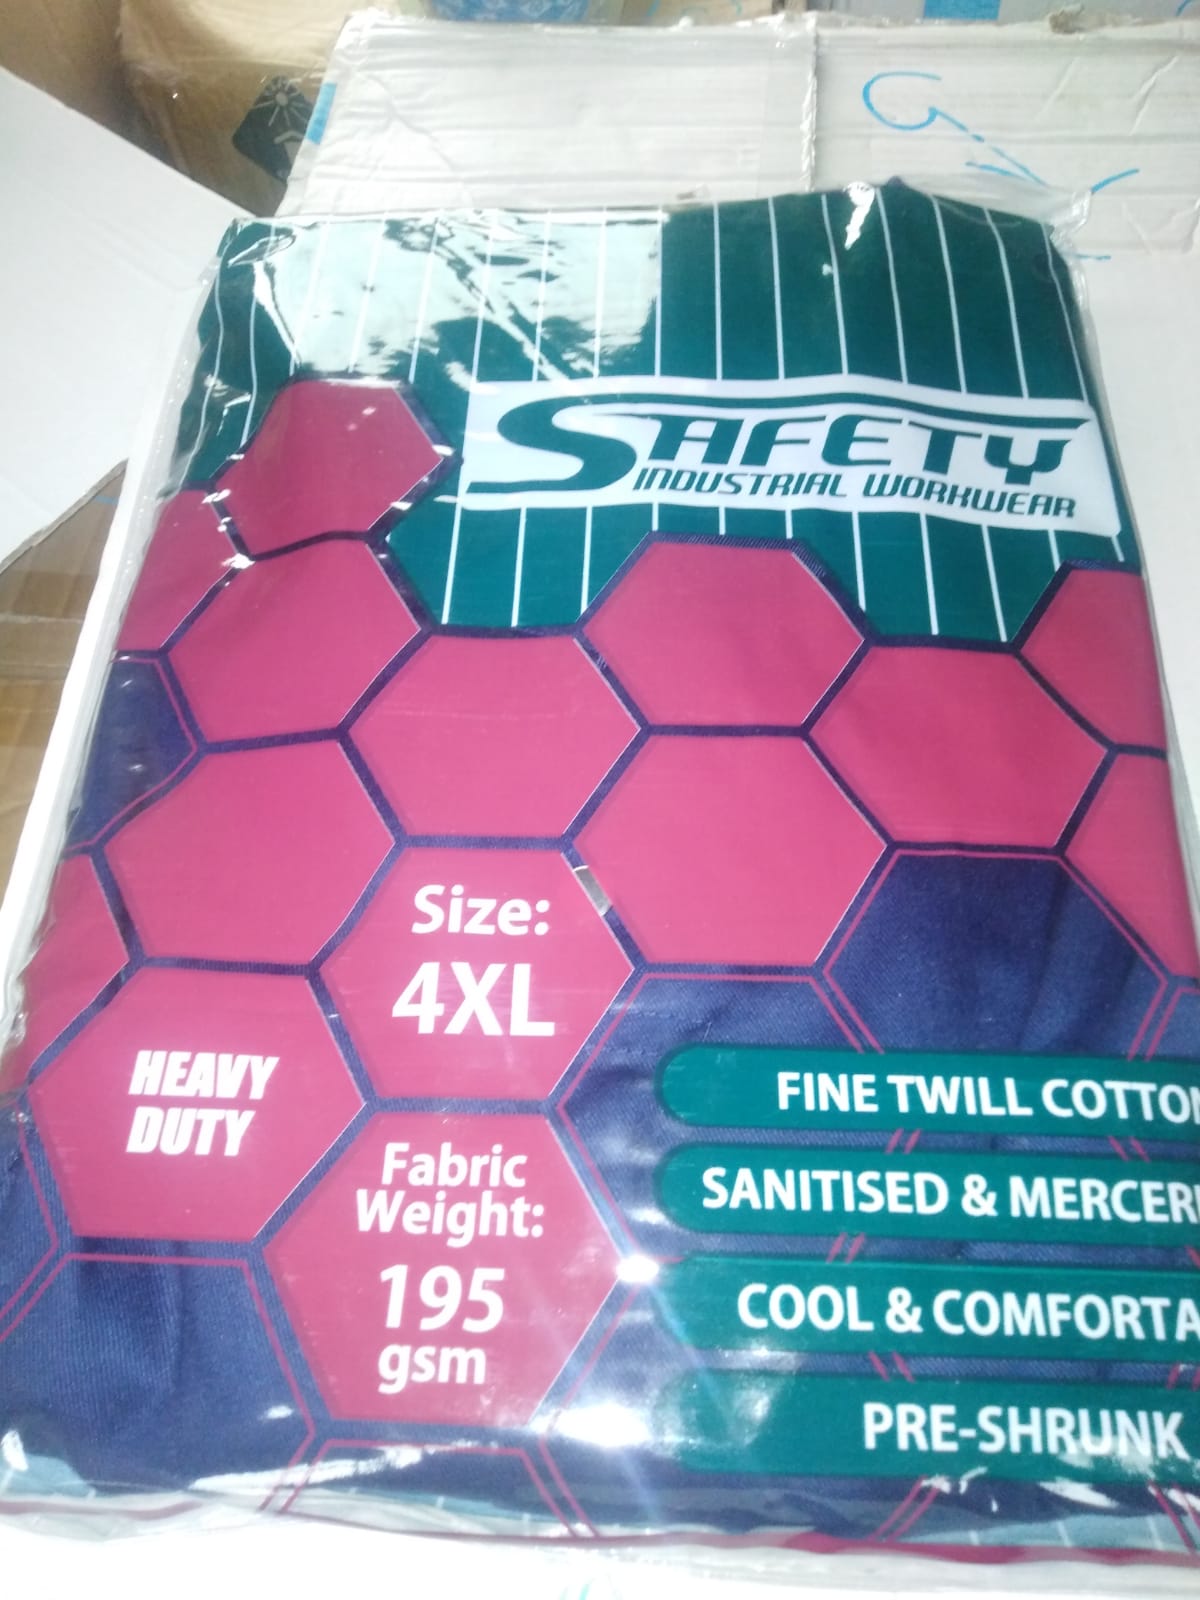 SAFETY
INDUSTRIAL WORKWEAR
Size:
4XL
HEAVY
DUTY
Fabric
Weight:
195
gsm
FINE TWILL COTTO
SANITISED & MERCER
COOL & COMFORTA
PRE-SHRUNK